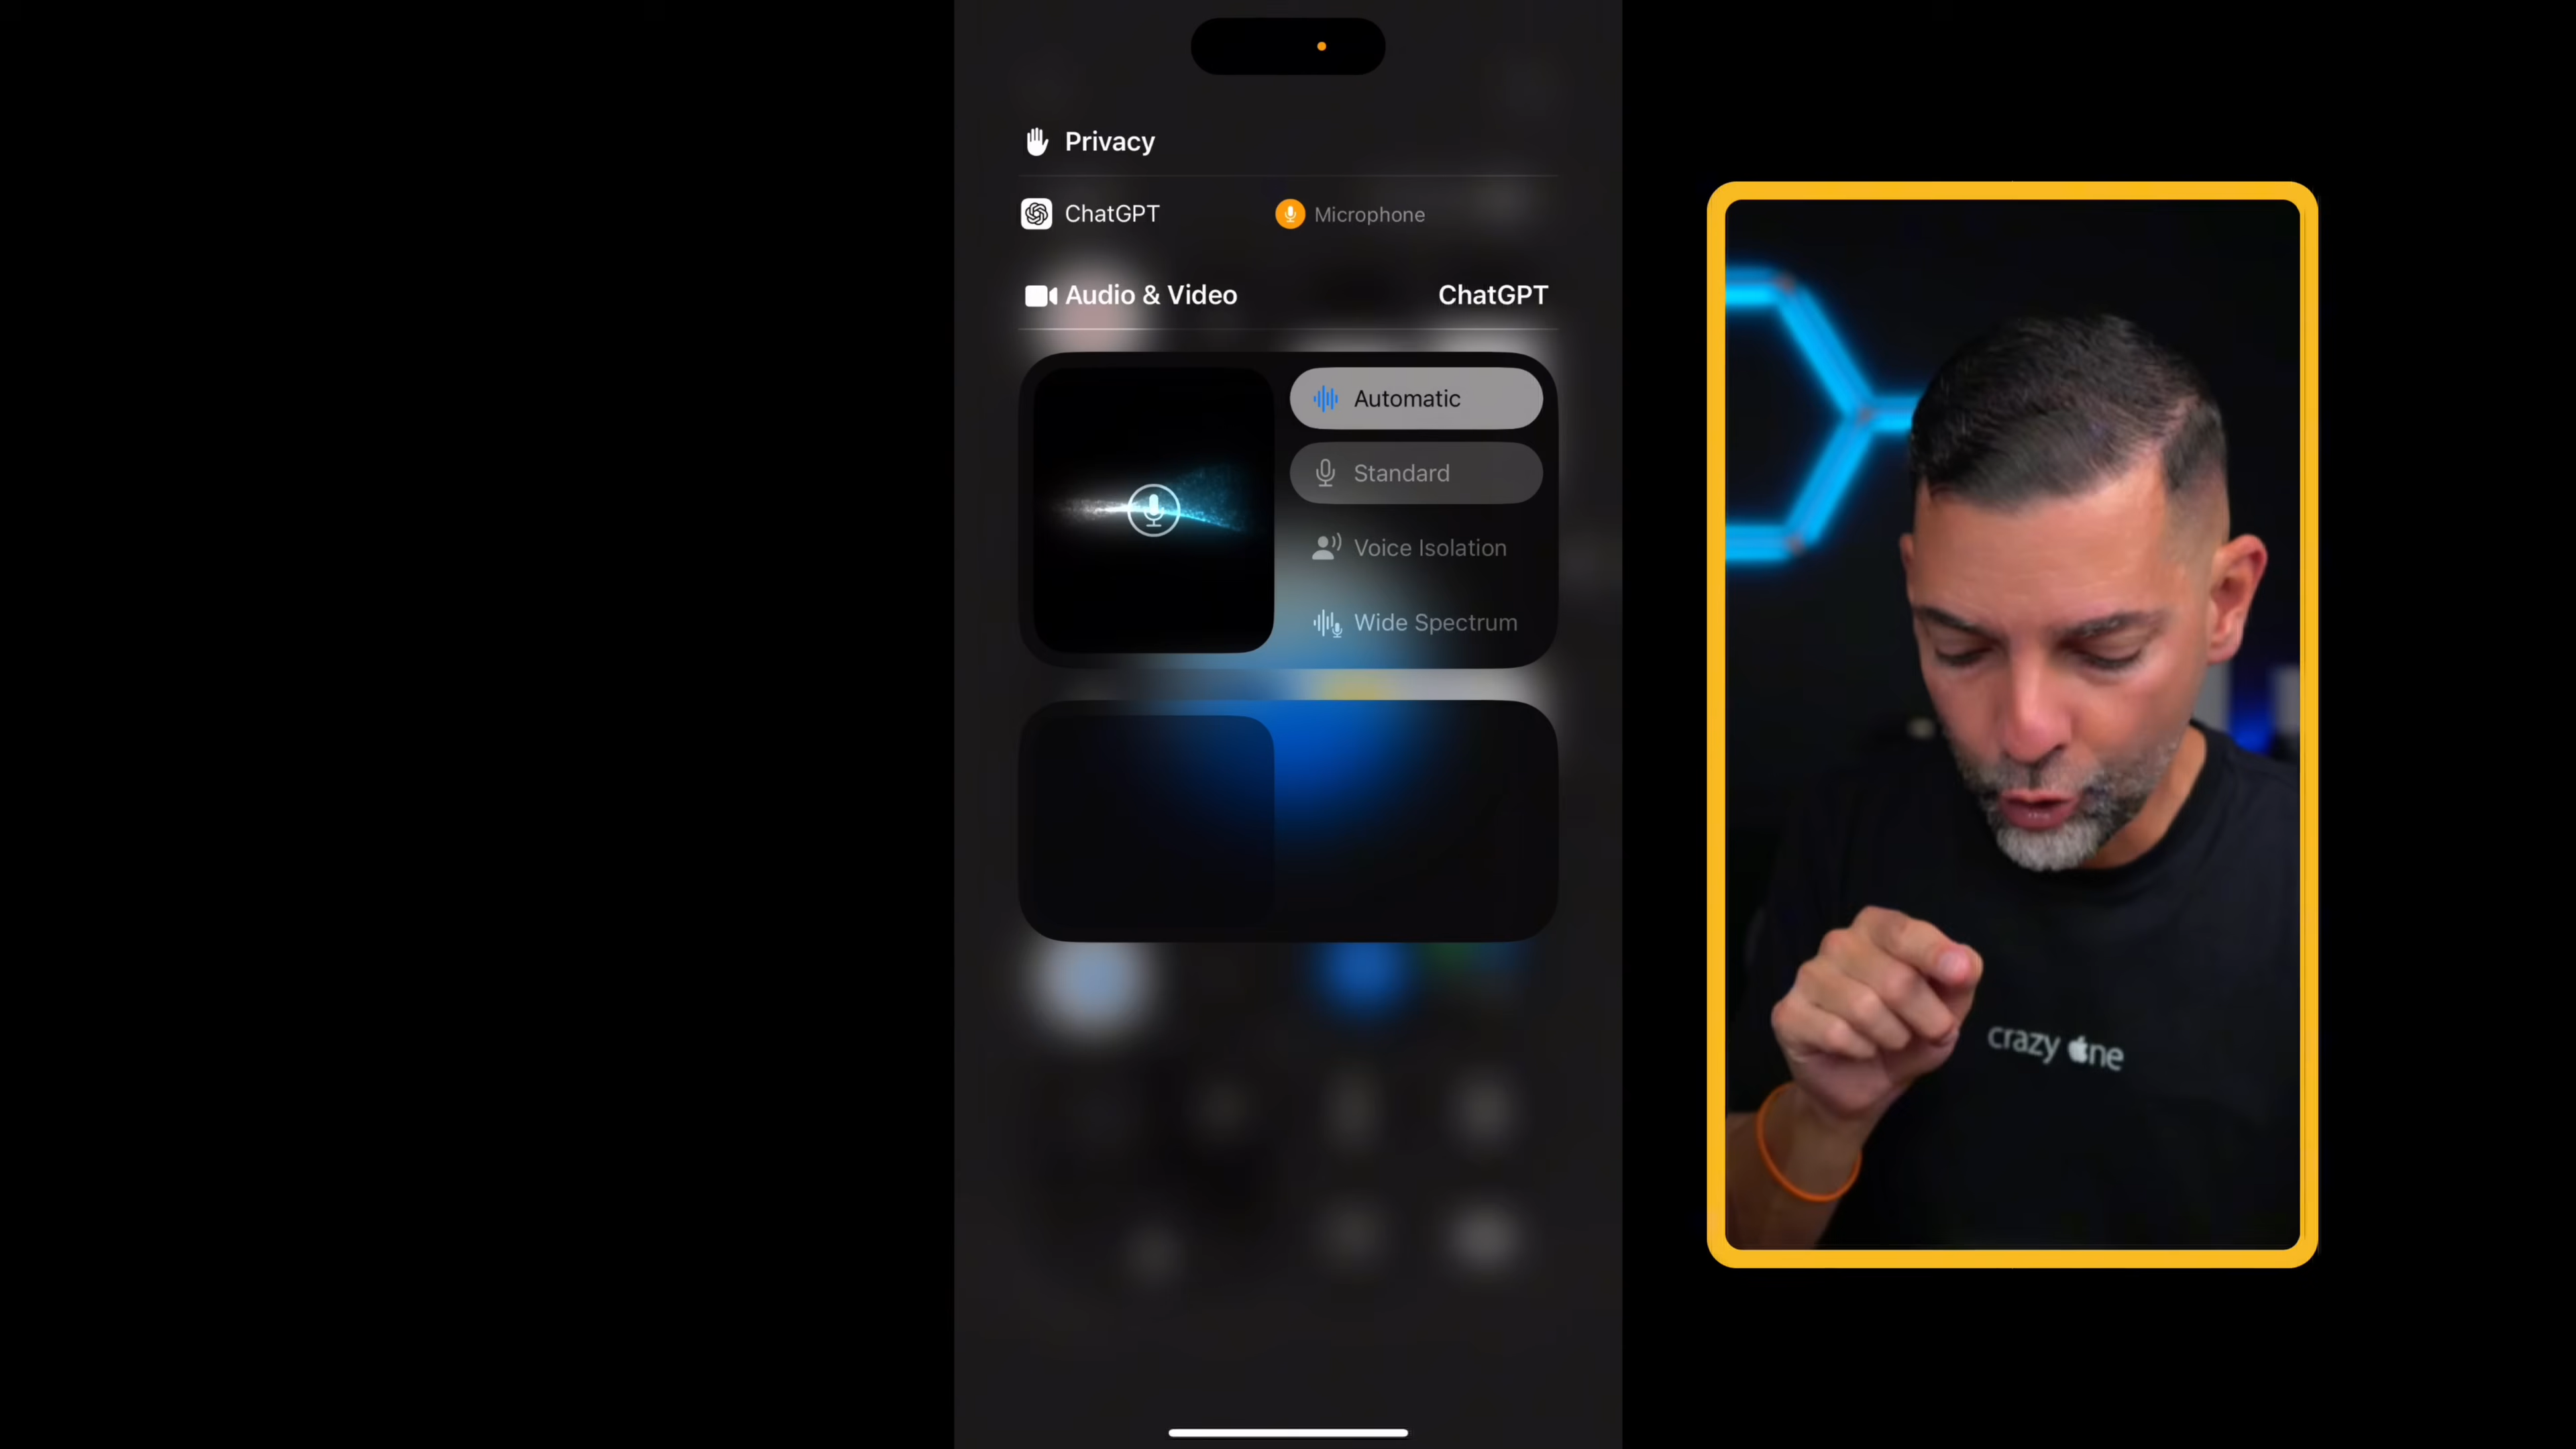 Privacy
ChatGPT Microphone
Audio & Video ChatGPT
Automatic
Standard
Voice Isolation
Wide Spectrum
crazy ne